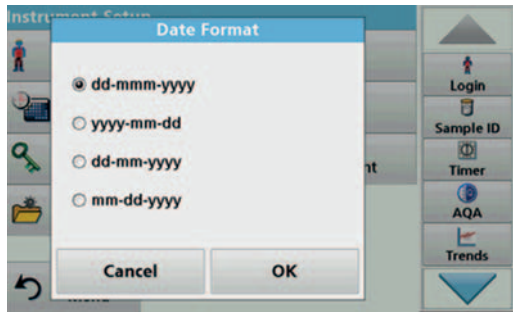 Instrument Setup
Date Format
dd-mmm-yyyy
yyyy-mm-dd
dd-mm-yyyy
mm-dd-yyyy
Cancel
OK
Login
Sample ID
Timer
AQA
Trends